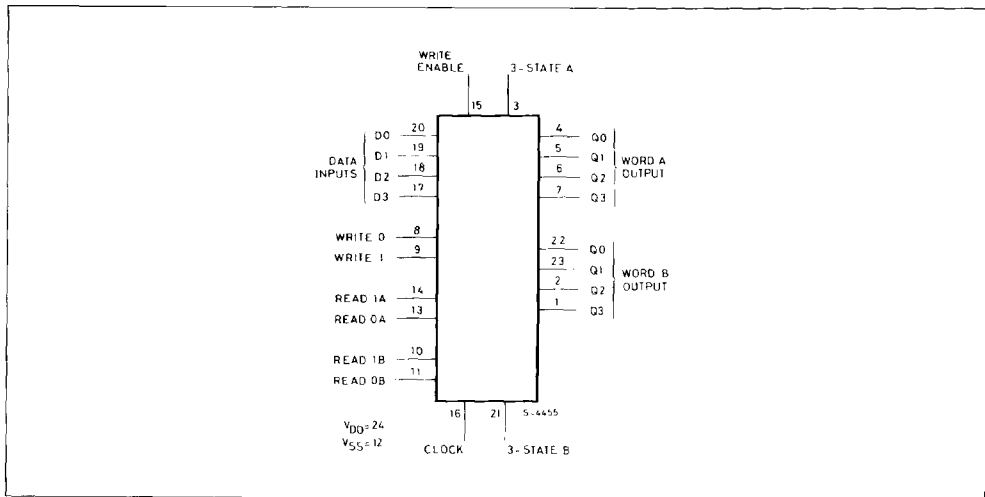 WRITE
ENABLE
3-STATE A
15
3
DATA
INPUTS
D0 20
D1 19
D2 18
D3 17
WRITE 0 8
WRITE 1 9
READ 1A 14
READ 0A 13
READ 1B 10
READ 0B 11
4 Q0
5 Q1
6 Q2
7 Q3
WORD A
OUTPUT
22 Q0
23 Q1
2 Q2
1 Q3
WORD B
OUTPUT
16
21
S-4455
VDD=24
VSS=12
CLOCK
3-STATE B